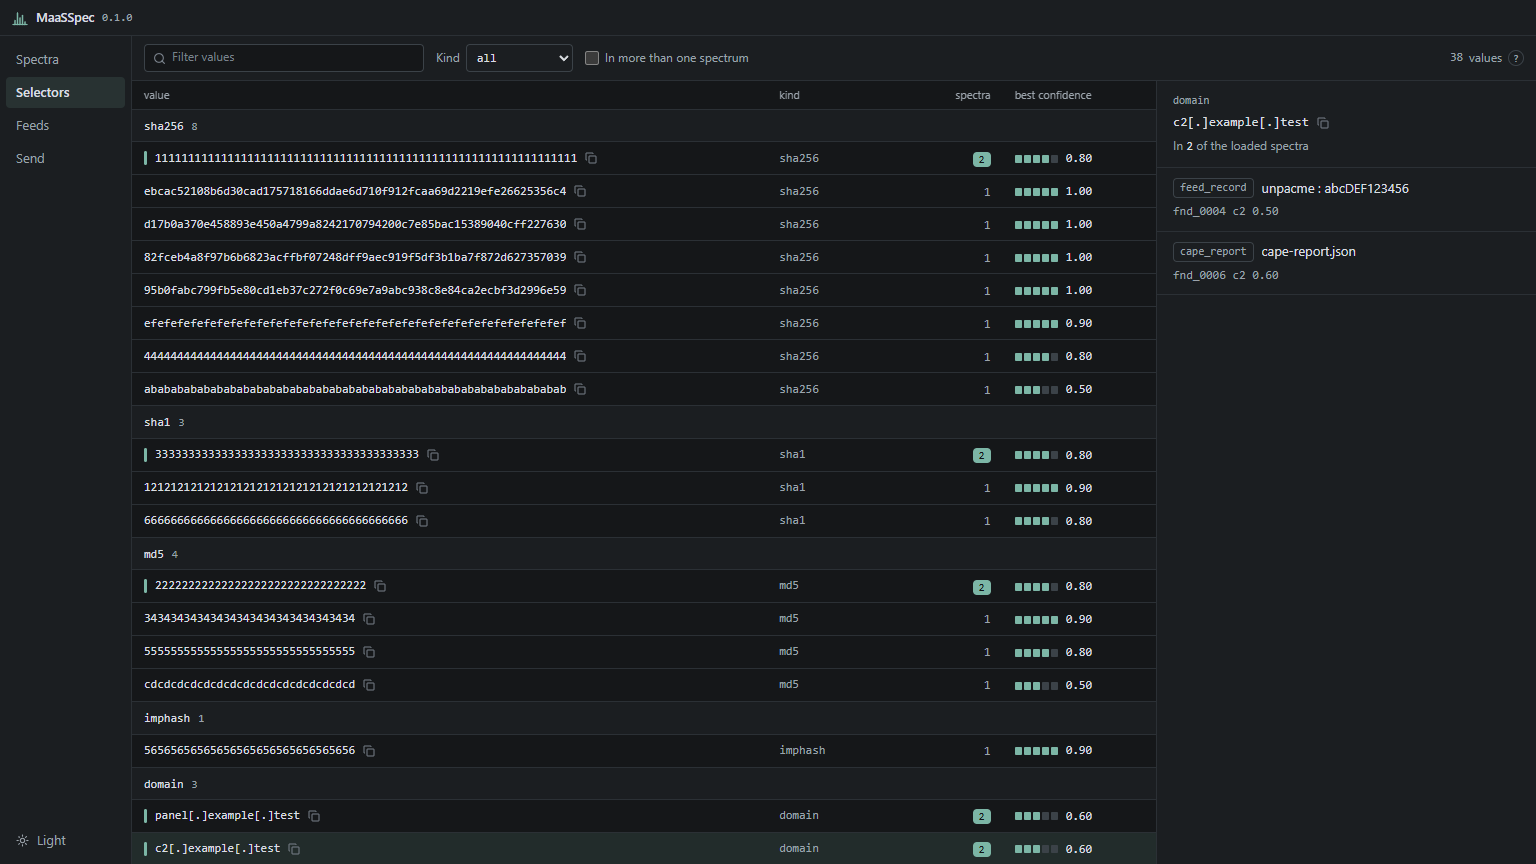 MaaSSpec 0.1.0
Spectra
Selectors
Feeds
Send
Light
Filter values
Kind all In more than one spectrum
38 values ?
value kind spectra best confidence
sha256 8
1111111111111111111111111111111111111111111111111111111111111111 sha256 2 0.80
ebcac52108b6d30cad175718166ddae6d710f912fcaa69d2219efe26625356c4 sha256 1 1.00
d17b0a370e458893e450a4799a8242170794200c7e85bac15389040cff227630 sha256 1 1.00
82fceb4a8f97b6b6823acffbf07248dff9aec919f5df3b1ba7f872d627357039 sha256 1 1.00
95b0fabc799fb5e80cd1eb37c272f0c69e7a9abc938c8e84ca2ecbf3d2996e59 sha256 1 1.00
efefefefefefefefefefefefefefefefefefefefefefefefefefefefefefefef sha256 1 0.90
4444444444444444444444444444444444444444444444444444444444444444 sha256 1 0.80
abababababababababababababababababababababababababababababababab sha256 1 0.50
sha1 3
3333333333333333333333333333333333333333 sha1 2 0.80
1212121212121212121212121212121212121212 sha1 1 0.90
6666666666666666666666666666666666666666 sha1 1 0.80
md5 4
22222222222222222222222222222222 md5 2 0.80
34343434343434343434343434343434 md5 1 0.90
55555555555555555555555555555555 md5 1 0.80
cdcdcdcdcdcdcdcdcdcdcdcdcdcdcdcd md5 1 0.50
imphash 1
56565656565656565656565656565656 imphash 1 0.90
domain 3
panel[.]example[.]test domain 2 0.60
c2[.]example[.]test domain 2 0.60
domain
c2[.]example[.]test
In 2 of the loaded spectra
feed_record unpacme : abcDEF123456
fnd_0004 c2 0.50
cape_report cape-report.json
fnd_0006 c2 0.60